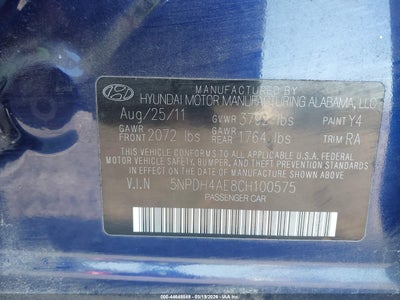 MANUFACTURED BY
HYUNDAI MOTOR MANUFACTURING ALABAMA, LLC
Aug/25/11 GVWR lbs PAINT Y4
GAWR FRONT 2072 lbs GAWR REAR 1764 lbs TRIM RA
THIS VEHICLE CONFORMS TO ALL APPLICABLE U.S.A. FEDERAL MOTOR
VEHICLE SAFETY, BUMPER, AND THEFT PREVENTION STANDARDS IN
EFFECT ON THE DATE OF MANUFACTURE SHOWN ABOVE.
V.I.N 5NPDH4AE8CH100575
PASSENGER CAR